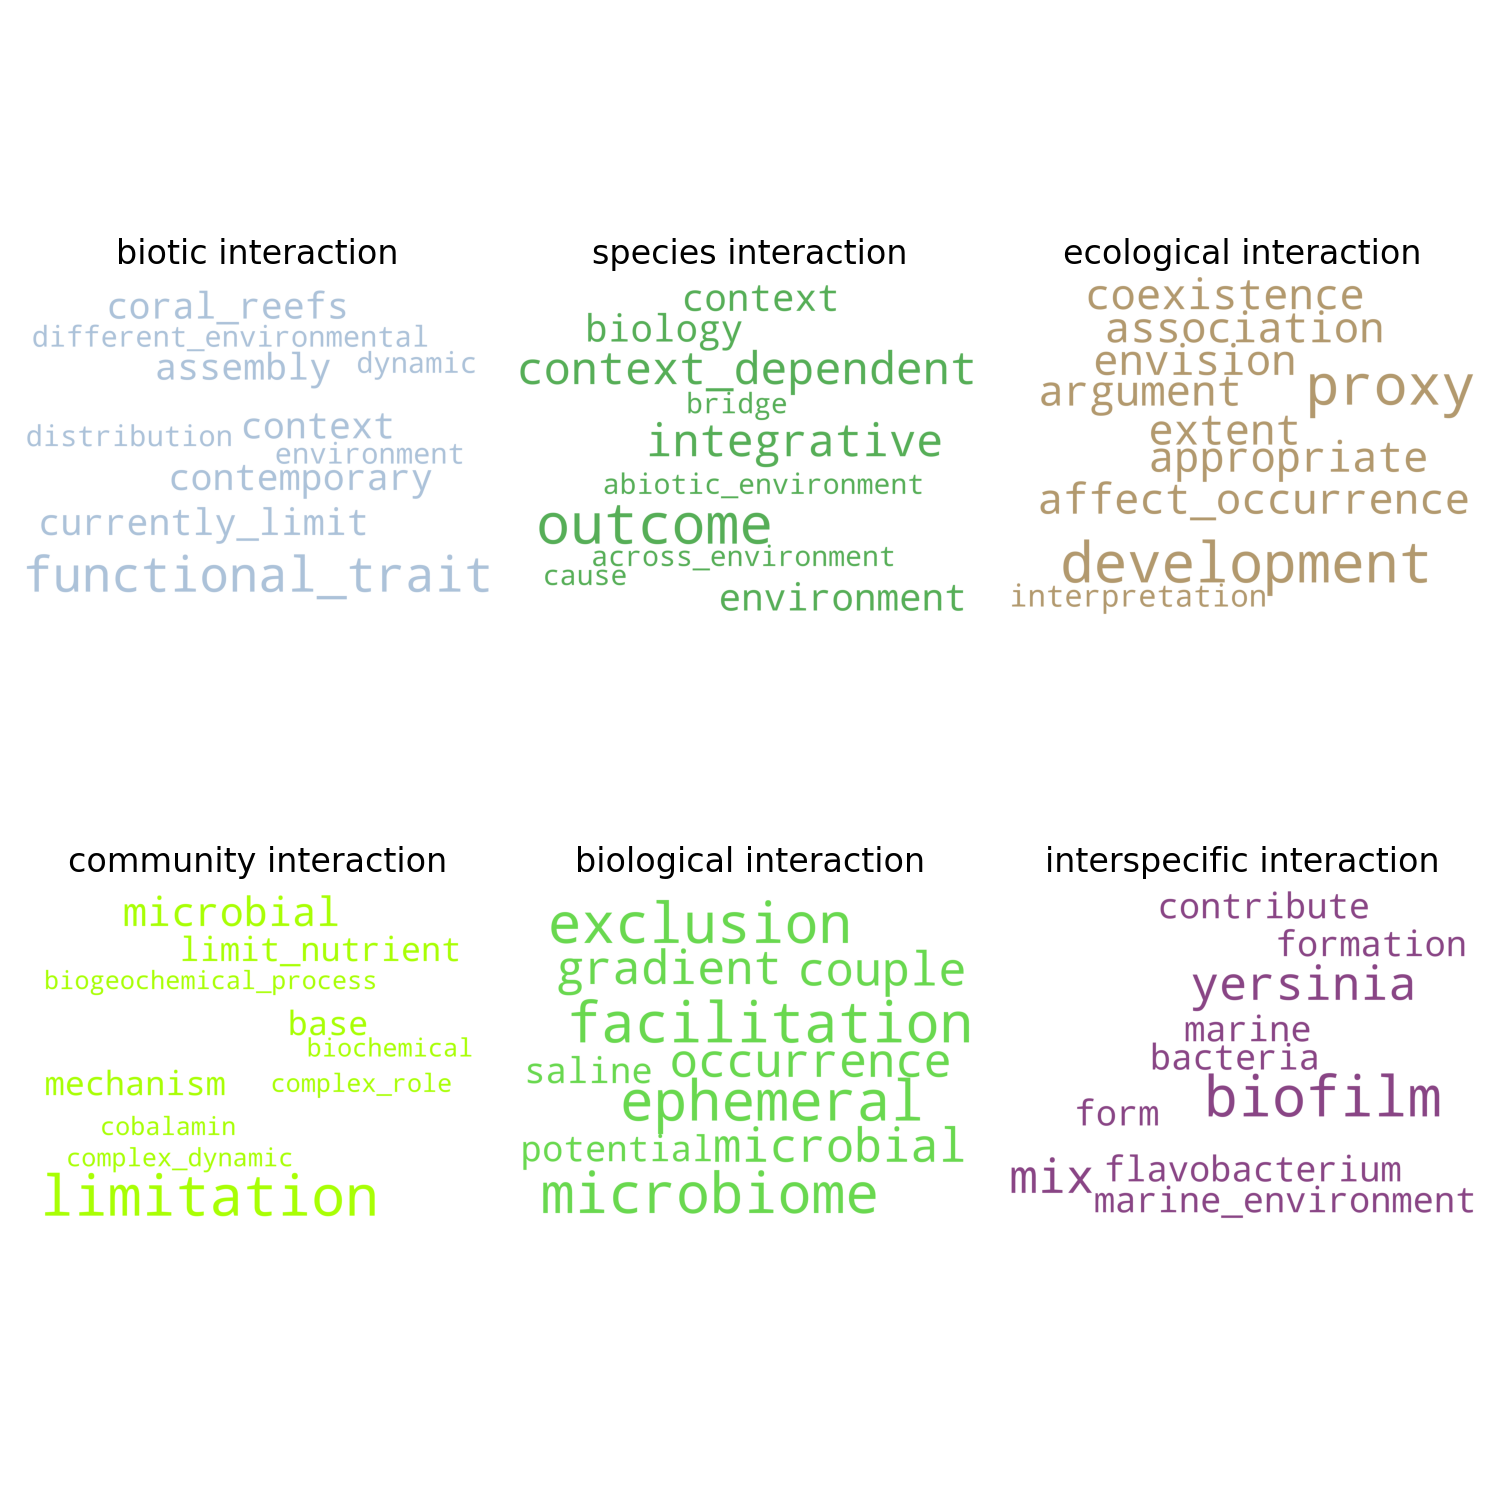 biotic interaction
coral_reefs
different_environmental
assembly
dynamic
context
distribution
environment
contemporary
currently_limit
functional_trait
species interaction
context
biology
context_dependent
bridge
integrative
abiotic_environment
outcome
across_environment
cause
environment
ecological interaction
coexistence
association
envision
proxy
argument
extent
appropriate
affect_occurrence
development
interpretation
community interaction
microbial
limit_nutrient
biogeochemical_process
base
biochemical
mechanism
complex_role
cobalamin
complex_dynamic
limitation
biological interaction
exclusion
gradient
couple
facilitation
occurrence
saline
ephemeral
potential
microbial
microbiome
interspecific interaction
contribute
formation
yersinia
marine
bacteria
biofilm
form
mix
flavobacterium
marine_environment